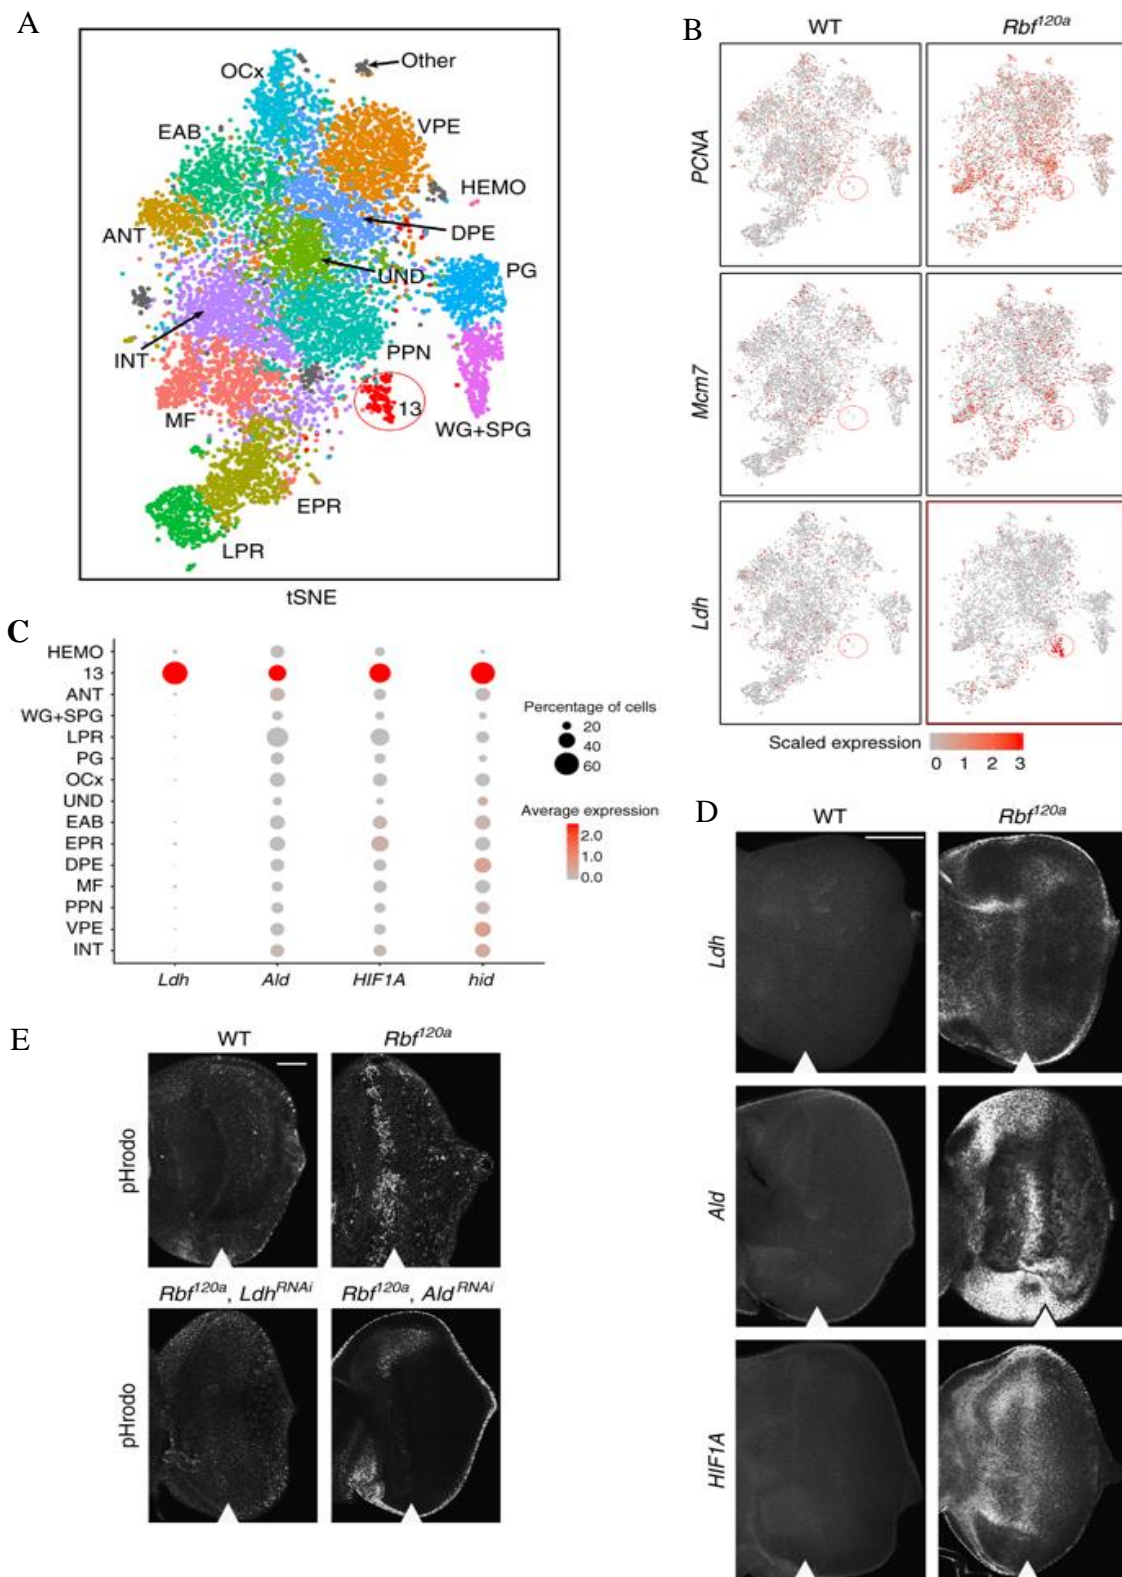 A
OCx
Other
EAB
VPE
HEMO
ANT
DPE
UND
PG
INT
PPN
MF
13
WG+SPG
EPR
LPR
tSNE
B
WT
Rbf120a
PCNA
Mcm7
Ldh
Scaled expression
0 1 2 3
C
HEMO
13
ANT
WG+SPG
LPR
PG
OCx
UND
EAB
EPR
DPE
MF
PPN
VPE
INT
Ldh Ald HIF1A hid
Percentage of cells
20
40
60
Average expression
2.0
1.0
0.0
D
WT
Rbf120a
Ldh
Ald
HIF1A
E
WT
Rbf120a
pHrodo
Rbf120a, LdhRNAi
Rbf120a, AldRNAi
pHrodo